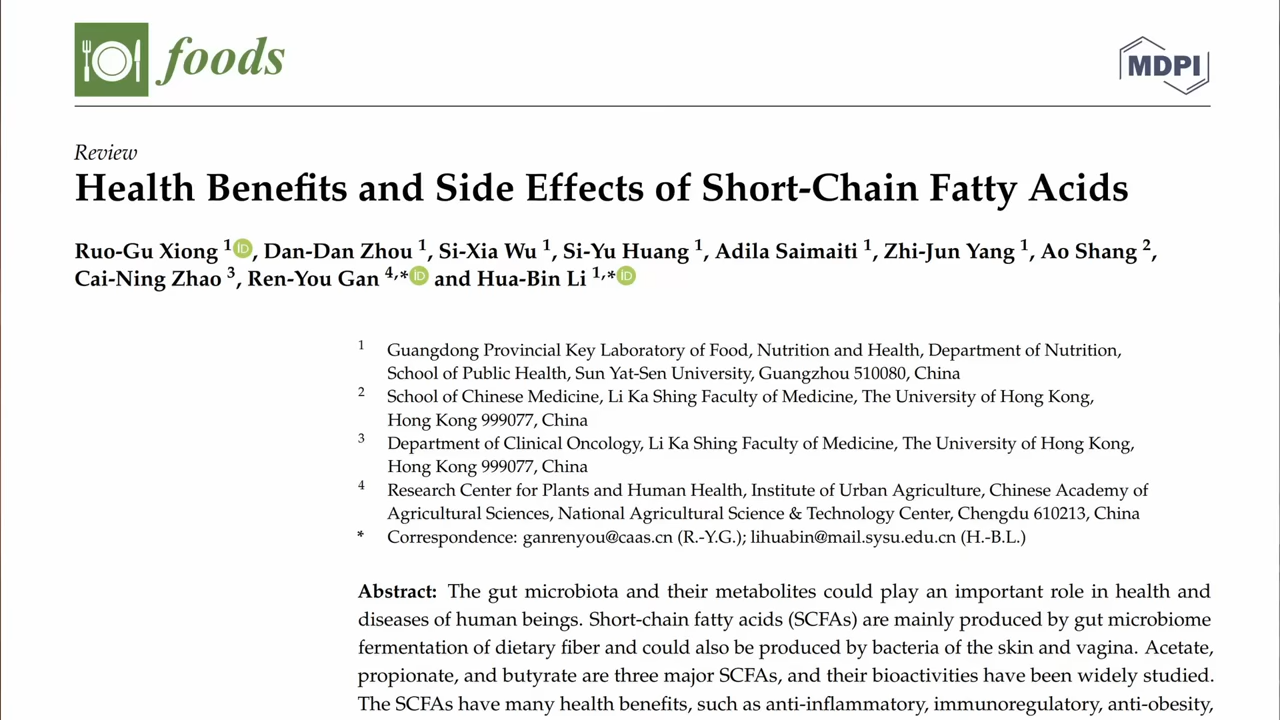 foods
MDPI
Review
Health Benefits and Side Effects of Short-Chain Fatty Acids
Ruo-Gu Xiong 1 iD, Dan-Dan Zhou 1, Si-Xia Wu 1, Si-Yu Huang 1, Adila Saimaiti 1, Zhi-Jun Yang 1, Ao Shang 2,
Cai-Ning Zhao 3, Ren-You Gan 4,* iD and Hua-Bin Li 1,* iD
1 Guangdong Provincial Key Laboratory of Food, Nutrition and Health, Department of Nutrition,
School of Public Health, Sun Yat-Sen University, Guangzhou 510080, China
2 School of Chinese Medicine, Li Ka Shing Faculty of Medicine, The University of Hong Kong,
Hong Kong 999077, China
3 Department of Clinical Oncology, Li Ka Shing Faculty of Medicine, The University of Hong Kong,
Hong Kong 999077, China
4 Research Center for Plants and Human Health, Institute of Urban Agriculture, Chinese Academy of
Agricultural Sciences, National Agricultural Science & Technology Center, Chengdu 610213, China
* Correspondence: ganrenyou@caas.cn (R.-Y.G.); lihuabin@mail.sysu.edu.cn (H.-B.L.)
Abstract: The gut microbiota and their metabolites could play an important role in health and
diseases of human beings. Short-chain fatty acids (SCFAs) are mainly produced by gut microbiome
fermentation of dietary fiber and could also be produced by bacteria of the skin and vagina. Acetate,
propionate, and butyrate are three major SCFAs, and their bioactivities have been widely studied.
The SCFAs have many health benefits, such as anti-inflammatory, immunoregulatory, anti-obesity,